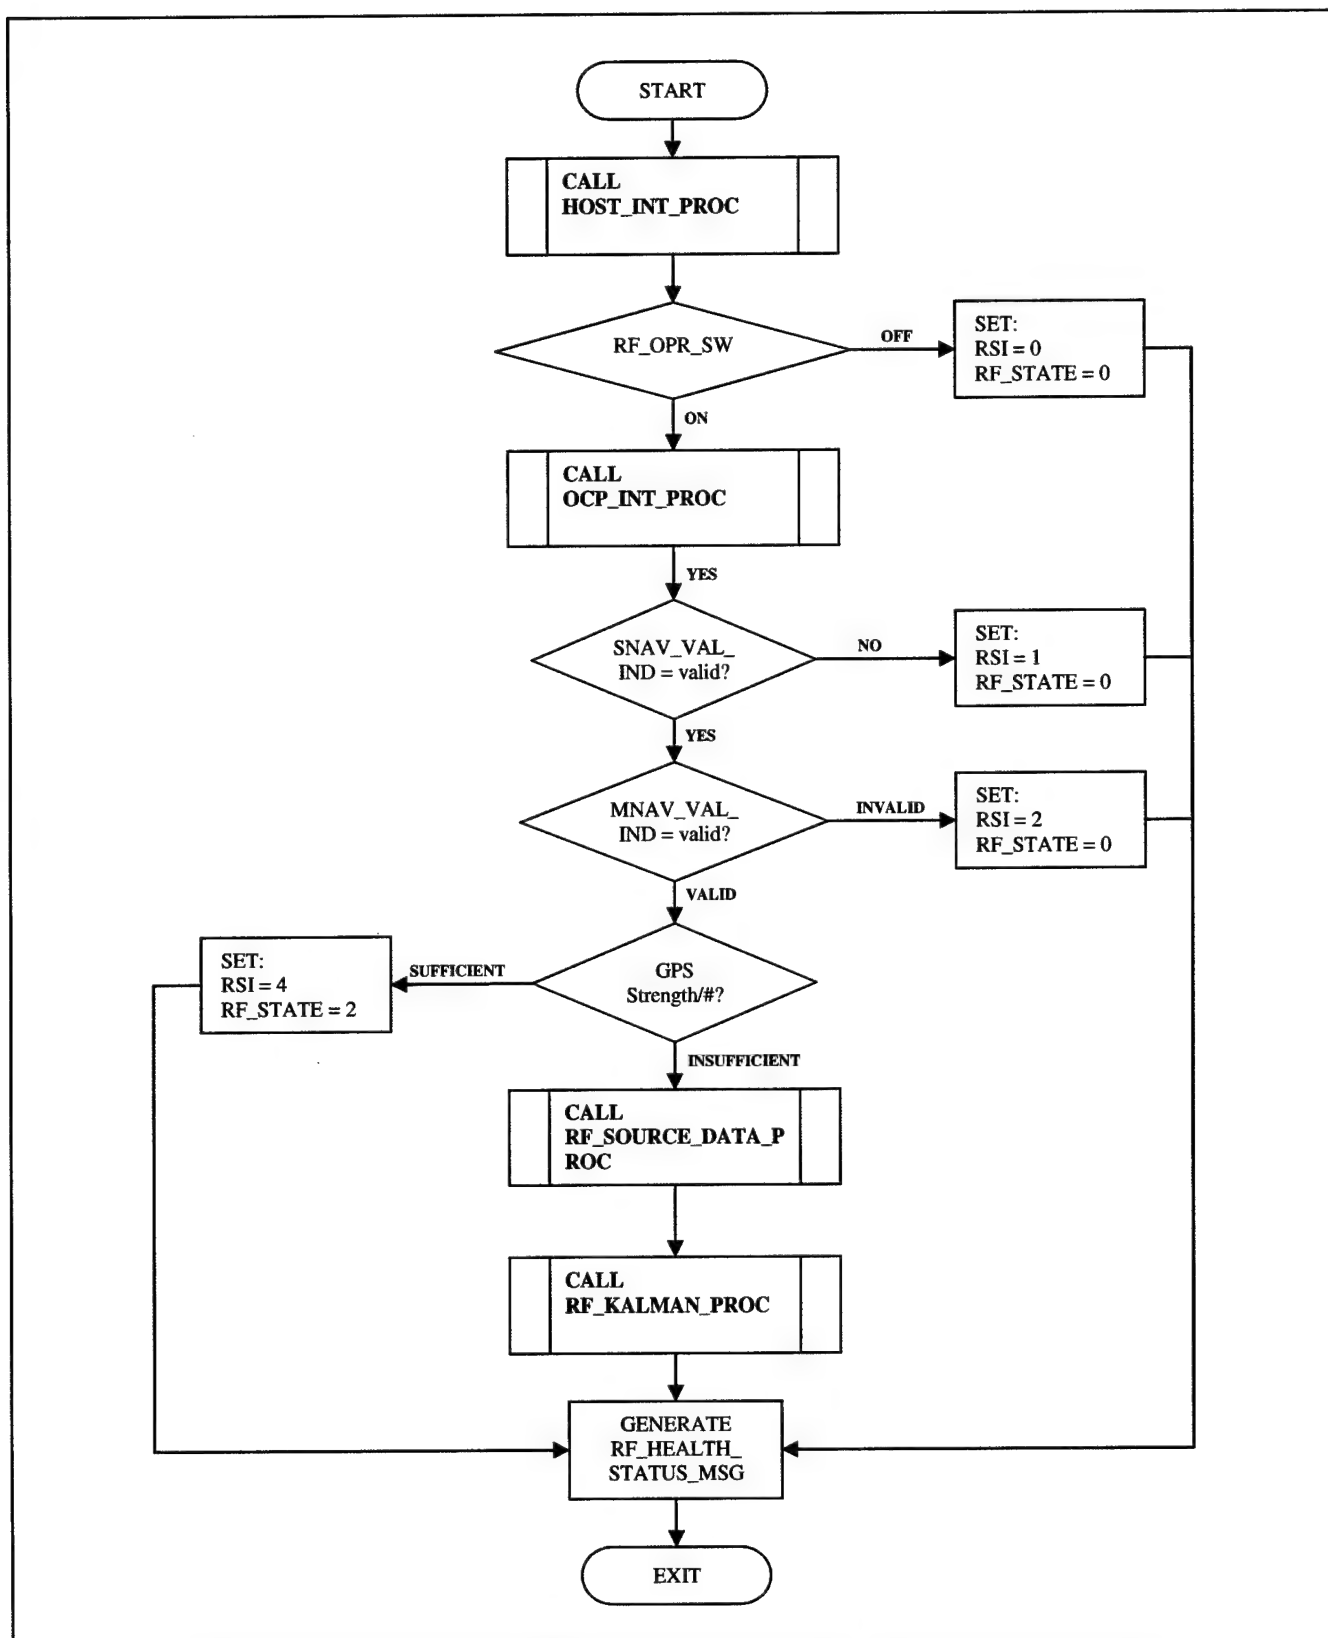 START
CALL
HOST_INT_PROC
RF_OPR_SW
OFF
SET:
RSI = 0
RF_STATE = 0
ON
CALL
OCP_INT_PROC
YES
SNAV_VAL_
IND = valid?
NO
SET:
RSI = 1
RF_STATE = 0
YES
MNAV_VAL_
IND = valid?
INVALID
SET:
RSI = 2
RF_STATE = 0
VALID
GPS
Strength/#?
SUFFICIENT
SET:
RSI = 4
RF_STATE = 2
INSUFFICIENT
CALL
RF_SOURCE_DATA_P
ROC
CALL
RF_KALMAN_PROC
GENERATE
RF_HEALTH_
STATUS_MSG
EXIT